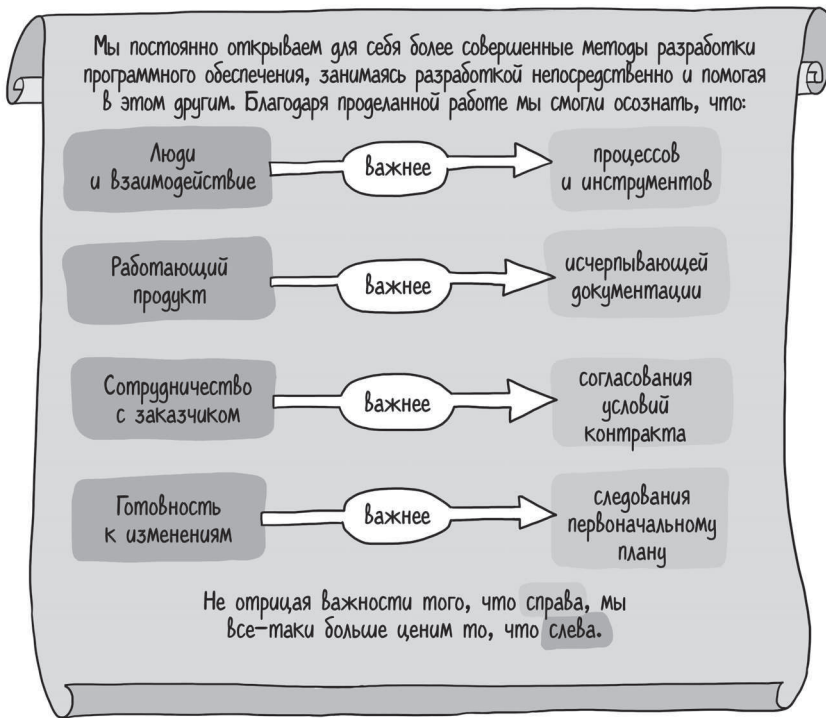 Мы постоянно открываем для себя более совершенные методы разработки
программного обеспечения, занимаясь разработкой непосредственно и помогая
в этом другим. Благодаря проделанной работе мы смогли осознать, что:
Люди
и взаимодействие
важнее
процессов
и инструментов
Работающий
продукт
важнее
исчерпывающей
документации
Сотрудничество
с заказчиком
важнее
согласования
условий
контракта
Готовность
к изменениям
важнее
следования
первоначальному
плану
Не отрицая важности того, что справа, мы
все-таки больше ценим то, что слева.